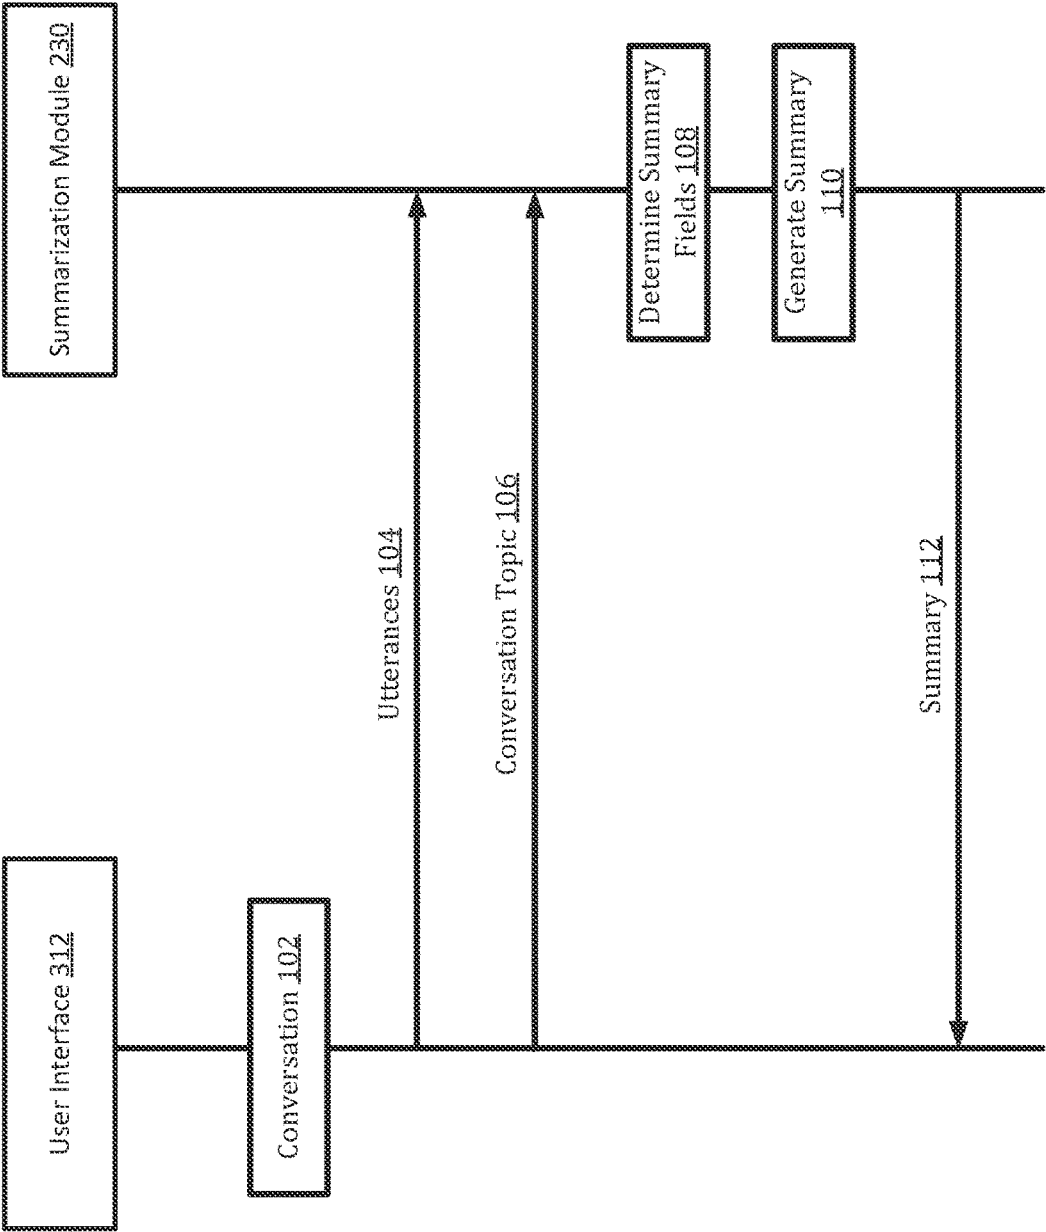 User Interface 312
Summarization Module 230
Conversation 102
Utterances 104
Conversation Topic 106
Determine Summary
Fields 108
Generate Summary
110
Summary 112